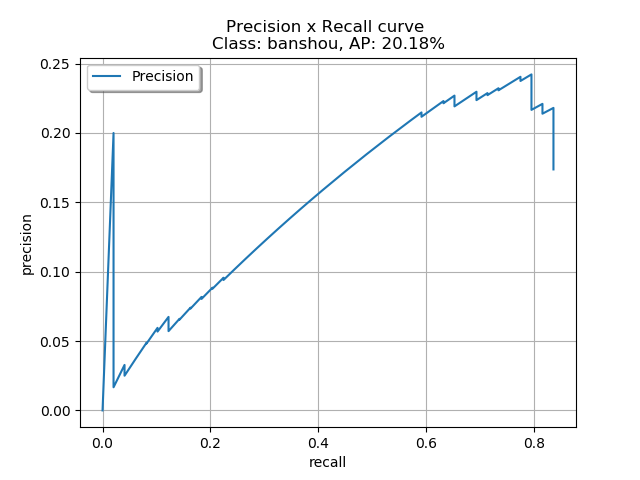 Precision x Recall curve
Class: banshou, AP: 20.18%
Precision
0.25
0.20
0.15
0.10
0.05
0.00
precision
0.0 0.2 0.4 0.6 0.8
recall